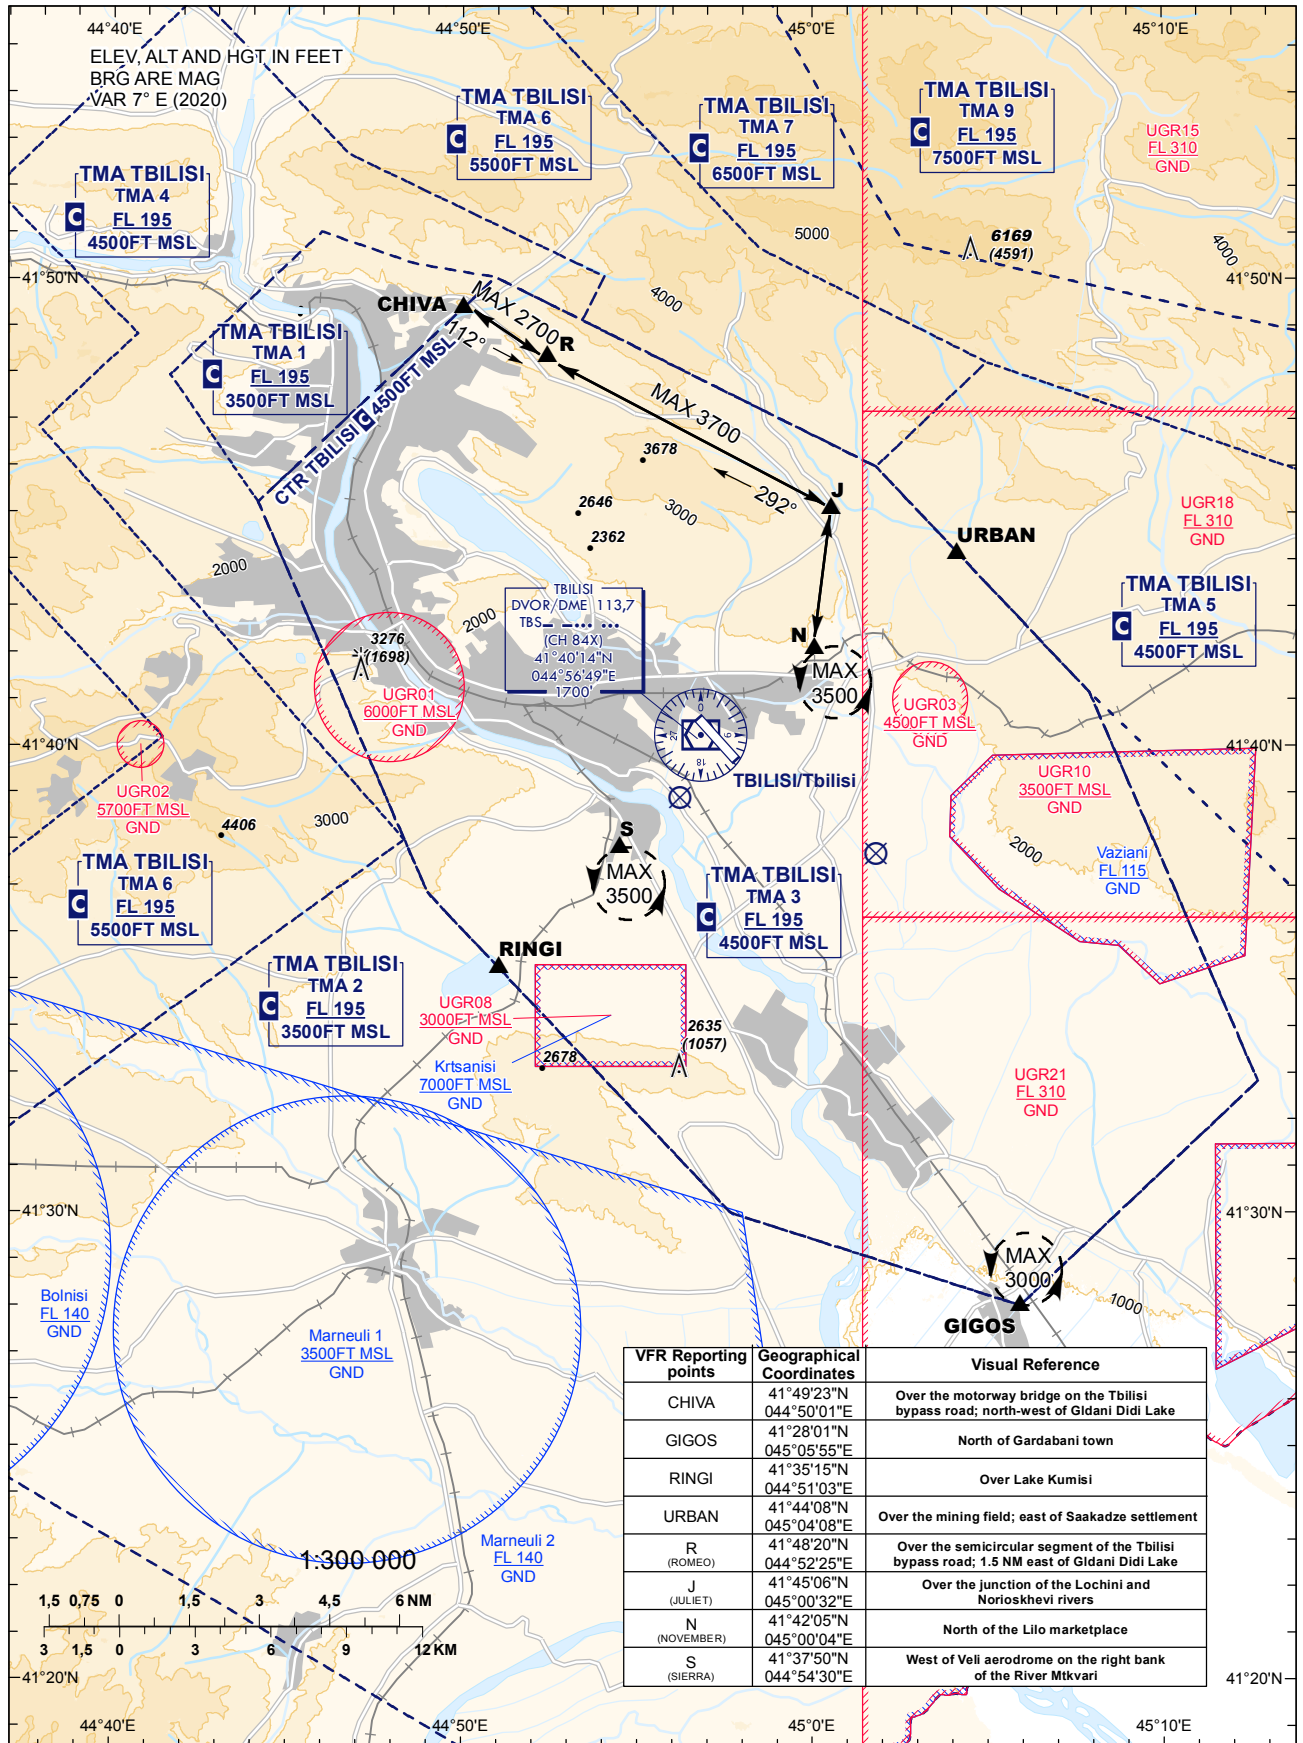 44°40'E
44°50'E
45°0'E
45°10'E
ELEV, ALT AND HGT IN FEET
BRG ARE MAG
VAR 7° E (2020)
TMA TBILISI
TMA 6
C
FL 195
5500FT MSL
TMA TBILISI
TMA 7
C
FL 195
6500FT MSL
TMA TBILISI
TMA 9
C
FL 195
7500FT MSL
UGR15
FL 310
GND
TMA TBILISI
TMA 4
C
FL 195
4500FT MSL
5000
6169
(4591)
4000
41°50'N
41°50'N
4000
CHIVA
MAX 2700
112°
R
TMA TBILISI
TMA 1
C
FL 195
3500FT MSL
CTR TBILISI C 4500FT MSL
MAX 3700
3678
292°
J
2646
3000
2362
UGR18
FL 310
GND
URBAN
2000
2000
TBILISI
DVOR/DME 113,7
TBS
(CH 84X)
41°40'14"N
044°56'49"E
1700'
TMA TBILISI
TMA 5
C
FL 195
4500FT MSL
3276
(1698)
N
MAX
3500
UGR01
6000FT MSL
GND
UGR03
4500FT MSL
GND
0
9
18
27
41°40'N
41°40'N
TBILISI/Tbilisi
UGR02
5700FT MSL
GND
UGR10
3500FT MSL
GND
4406
3000
S
MAX
3500
2000
Vaziani
FL 115
GND
TMA TBILISI
TMA 6
C
FL 195
5500FT MSL
TMA TBILISI
TMA 3
C
FL 195
4500FT MSL
RINGI
TMA TBILISI
TMA 2
C
FL 195
3500FT MSL
UGR08
3000FT MSL
GND
2635
(1057)
2678
Krtsanisi
7000FT MSL
GND
UGR21
FL 310
GND
41°30'N
41°30'N
MAX
3000
1000
GIGOS
Bolnisi
FL 140
GND
Marneuli 1
3500FT MSL
GND
VFR Reporting points
Geographical Coordinates
Visual Reference
CHIVA
41°49'23"N
044°50'01"E
Over the motorway bridge on the Tbilisi
bypass road; north-west of Gldani Didi Lake
GIGOS
41°28'01"N
045°05'55"E
North of Gardabani town
RINGI
41°35'15"N
044°51'03"E
Over Lake Kumisi
URBAN
41°44'08"N
045°04'08"E
Over the mining field; east of Saakadze settlement
R
(ROMEO)
41°48'20"N
044°52'25"E
Over the semicircular segment of the Tbilisi
bypass road; 1.5 NM east of Gldani Didi Lake
J
(JULIET)
41°45'06"N
045°00'32"E
Over the junction of the Lochini and
Norioskhevi rivers
N
(NOVEMBER)
41°42'05"N
045°00'04"E
North of the Lilo marketplace
S
(SIERRA)
41°37'50"N
044°54'30"E
West of Veli aerodrome on the right bank
of the River Mtkvari
Marneuli 2
FL 140
GND
1:300 000
1,5 0,75 0 1,5 3 4,5 6 NM
3 1,5 0 3 6 9 12 KM
41°20'N
41°20'N
44°40'E
44°50'E
45°0'E
45°10'E